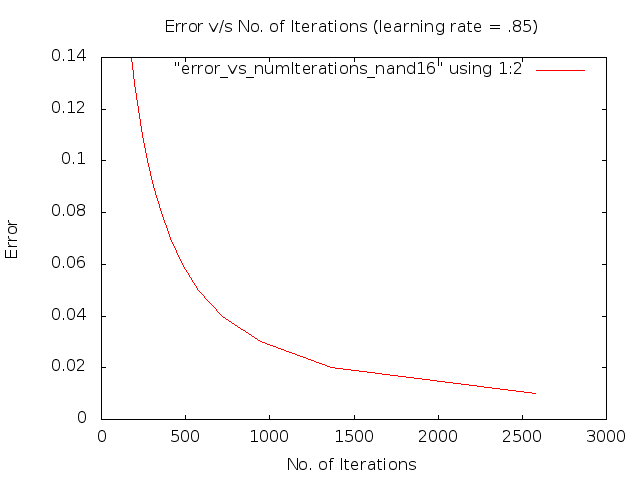 Error v/s No. of Iterations (learning rate = .85)
"error_vs_numIterations_nand16" using 1:2
0.14
0.12
0.1
0.08
0.06
0.04
0.02
0
Error
0 500 1000 1500 2000 2500 3000
No. of Iterations